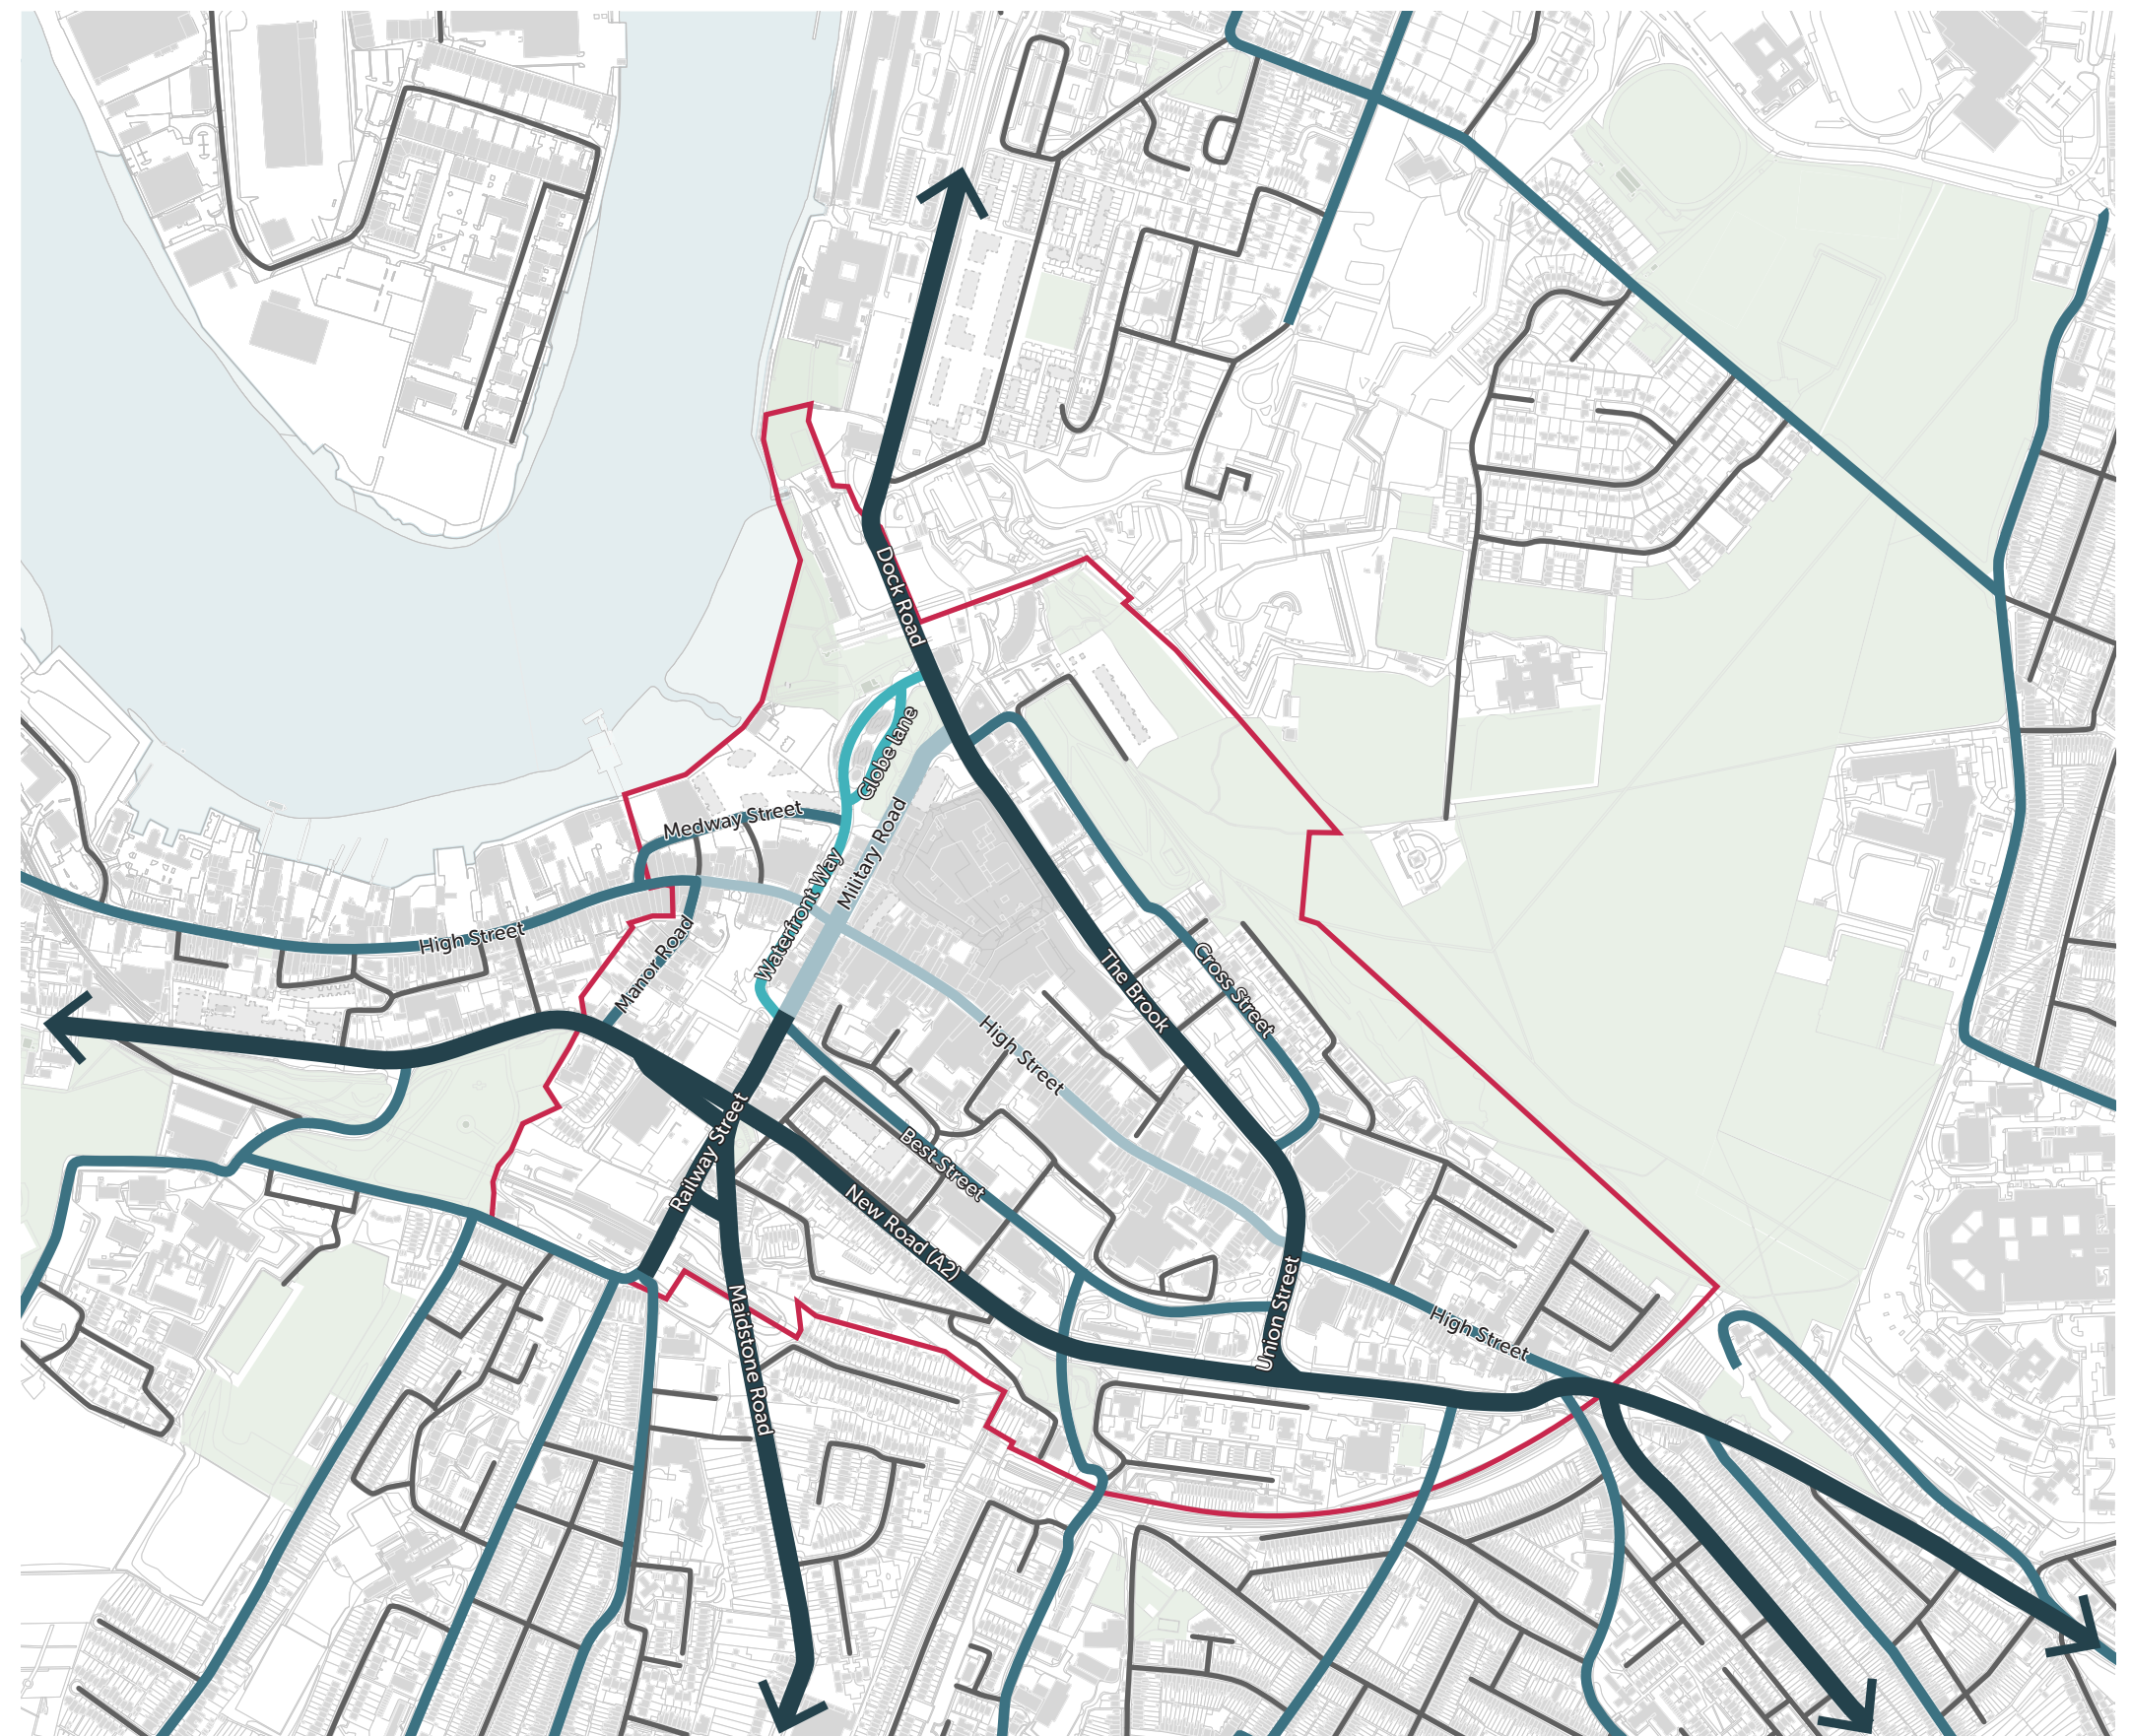 Dock Road
Globe lane
Medway Street
Military Road
Waterfront Way
High Street
Manor Road
The Brook
Cross Street
High Street
Railway Street
Best Street
New Road (A2)
Maidstone Road
Union Street
High Street